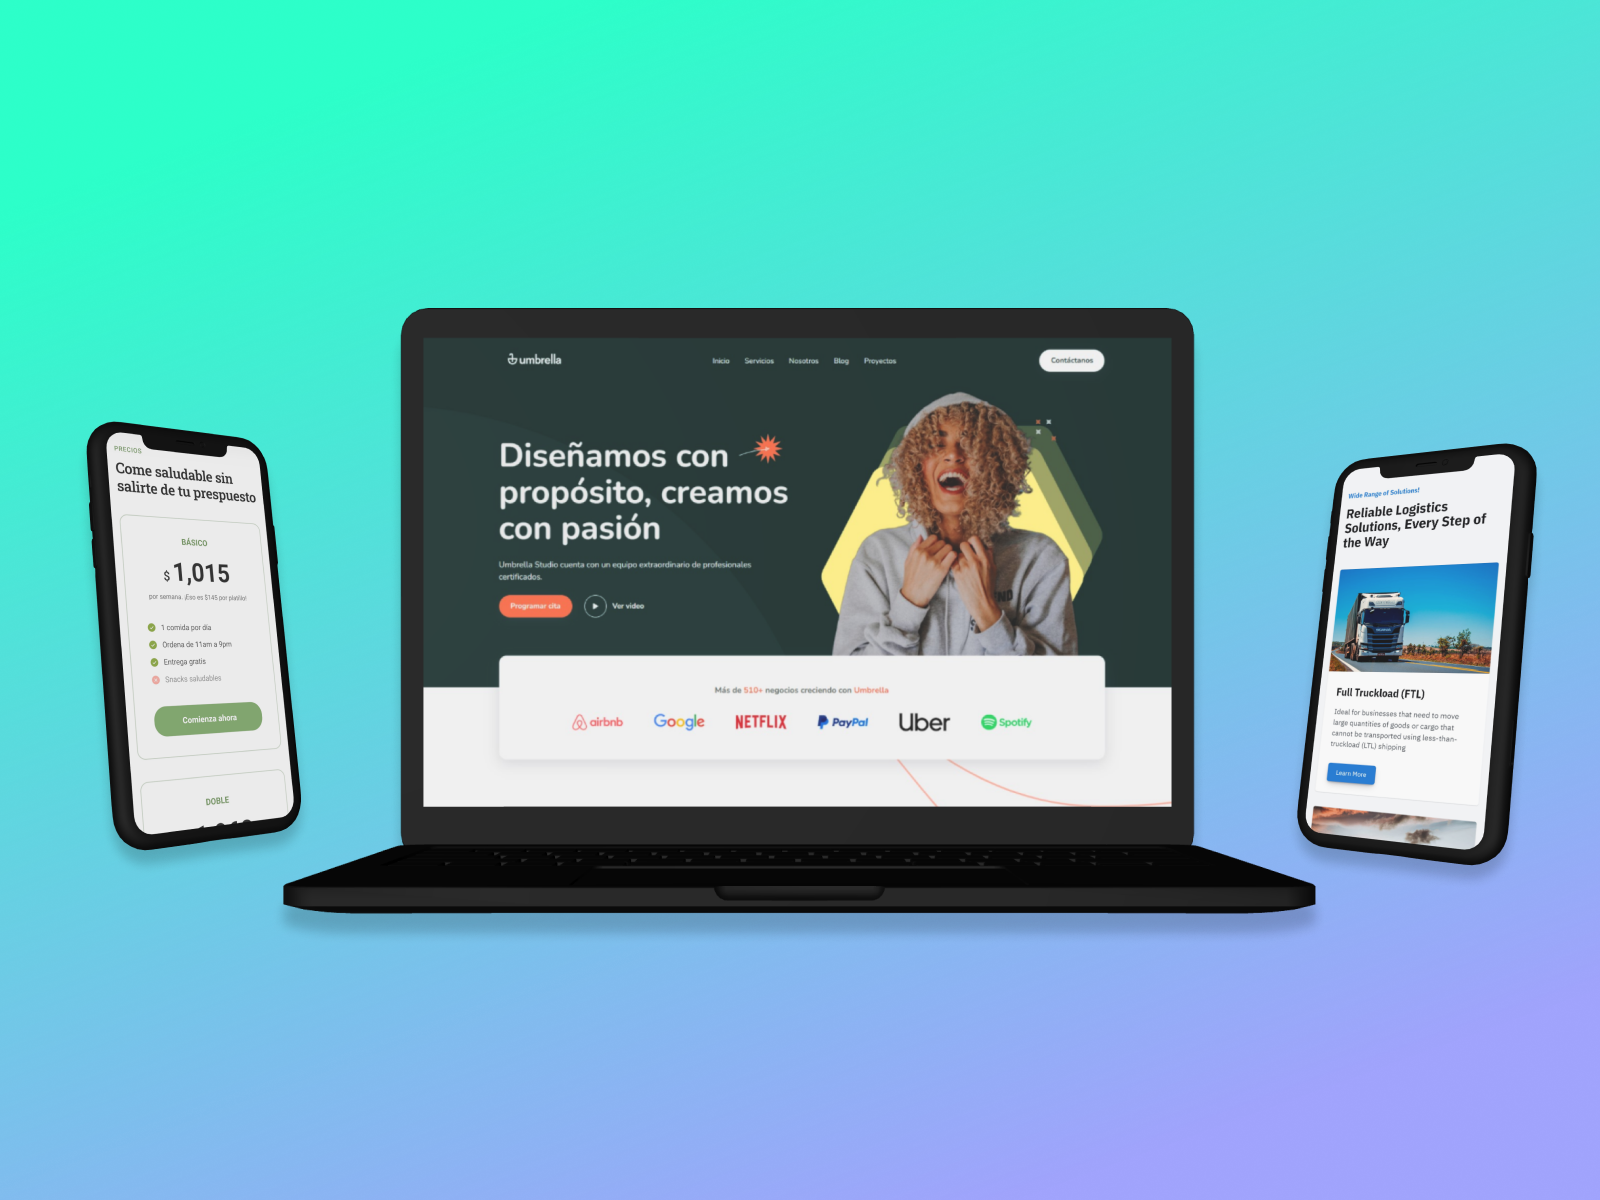 PRECIOS
Come saludable sin
salirte de tu prespuesto
BÁSICO
$ 1,015
por semana. ¡Eso es $145 por platillo!
1 comida por día
Ordena de 11am a 9pm
Entrega gratis
Snacks saludables
Comienza ahora
DOBLE
umbrella
Inicio Servicios Nosotros Blog Proyectos
Contáctanos
Diseñamos con
propósito, creamos
con pasión
Umbrella Studio cuenta con un equipo extraordinario de profesionales
certificados.
Programar cita
Ver video
Más de 510+ negocios creciendo con Umbrella
airbnb Google NETFLIX PayPal Uber Spotify
Wide Range of Solutions!
Reliable Logistics
Solutions, Every Step of
the Way
Full Truckload (FTL)
Ideal for businesses that need to move
large quantities of goods or cargo that
cannot be transported using less-than-
truckload (LTL) shipping
Learn More